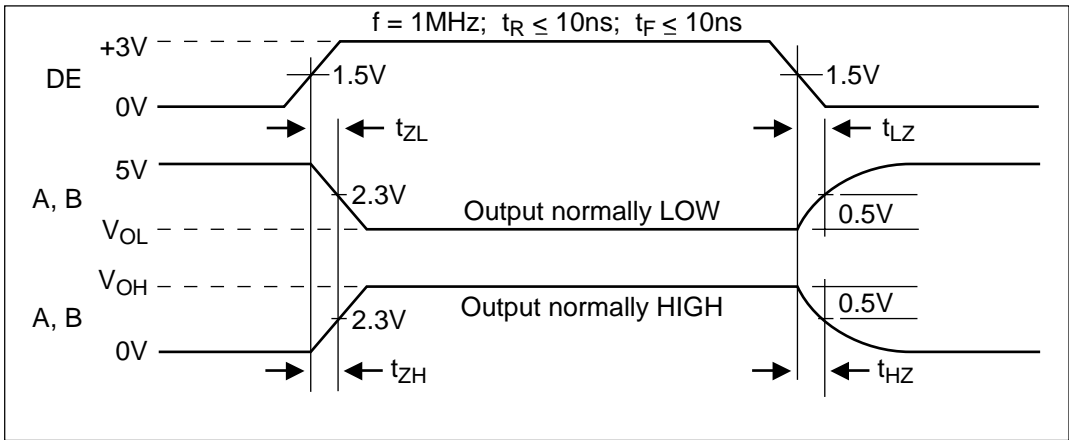 f = 1MHz; tR ≤ 10ns; tF ≤ 10ns
+3V
DE
1.5V
1.5V
0V
tZL
tLZ
5V
A, B
2.3V
Output normally LOW
0.5V
VOL
VOH
Output normally HIGH
0.5V
A, B
2.3V
0V
tZH
tHZ